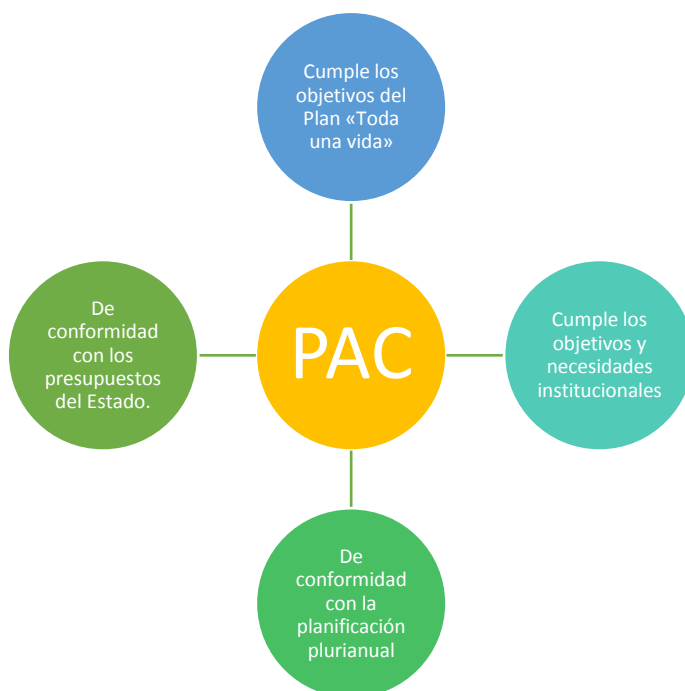 Cumple los
objetivos del
Plan «Toda
una vida»
De
conformidad
con los
presupuestos
del Estado.
PAC
Cumple los
objetivos y
necesidades
institucionales
De
conformidad
con la
planificación
plurianual